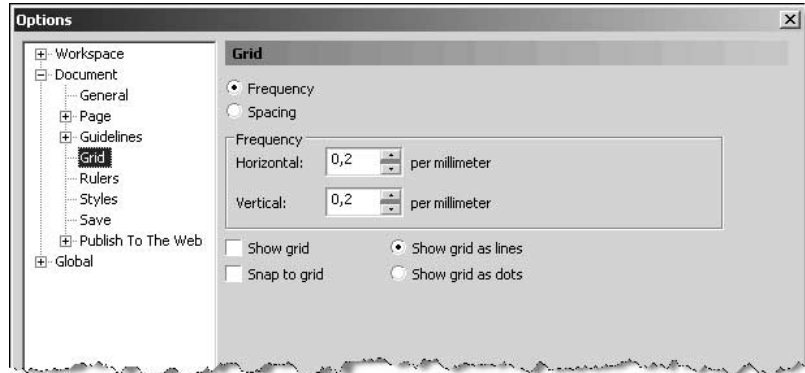 Options
Workspace
Document
General
Page
Guidelines
Grid
Rulers
Styles
Save
Publish To The Web
Global
Grid
Frequency
Spacing
Frequency
Horizontal: 0,2 per millimeter
Vertical: 0,2 per millimeter
Show grid Show grid as lines
Snap to grid Show grid as dots